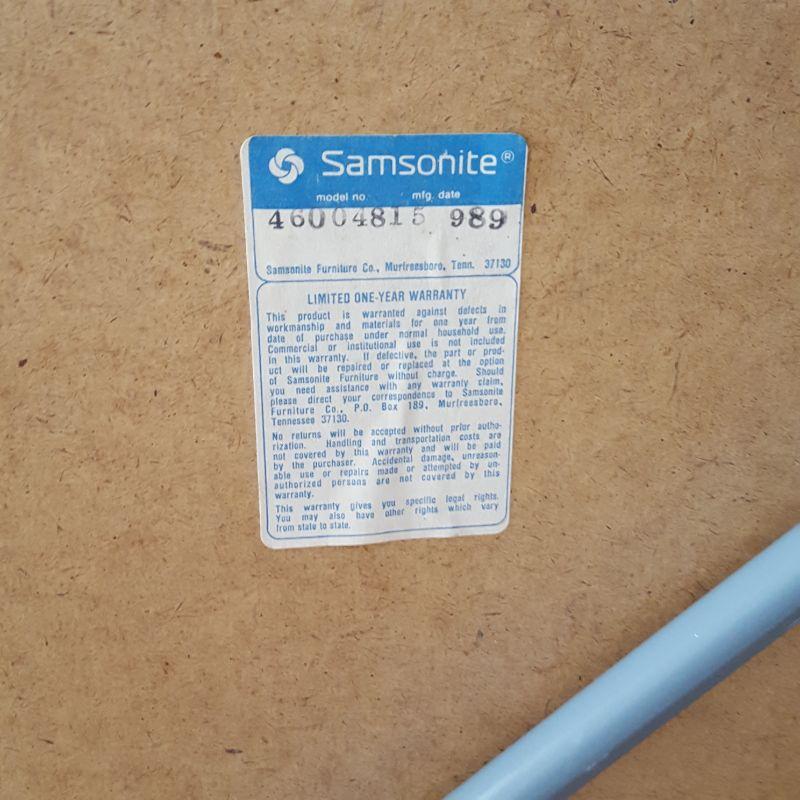 Samsonite®
model no. mfg. date
46004815 989
Samsonite Furniture Co., Murfreesboro, Tenn. 37130
LIMITED ONE-YEAR WARRANTY
This product is warranted against defects in
workmanship and materials for one year from
date of purchase under normal household use.
Commercial or institutional use is not included
in this warranty. If defective, the part or prod-
uct will be repaired or replaced at the option
of Samsonite Furniture without charge. Should
you need assistance with any warranty claim,
please direct your correspondence to Samsonite
Furniture Co., P.O. Box 189, Murfreesboro,
Tennessee 37130.
No returns will be accepted without prior autho-
rization. Handling and transportation costs are
not covered by this warranty and will be paid
by the purchaser. Accidental damage, unreason-
able use or repairs made or attempted by un-
authorized persons are not covered by this
warranty.
This warranty gives you specific legal rights.
You may also have other rights which vary
from state to state.